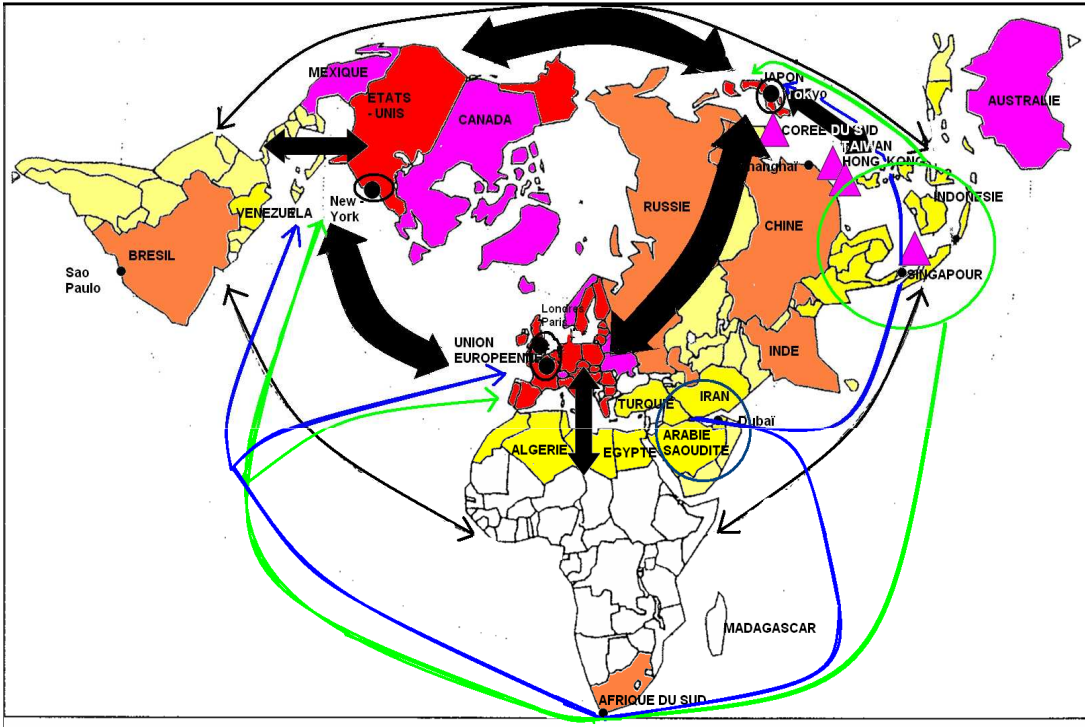 MEXIQUE
ETATS
- UNIS
CANADA
JAPON
Tokyo
AUSTRALIE
COREE DU SUD
TAIWAN
HONG-KONG
Shanghaï
RUSSIE
CHINE
INDONESIE
SINGAPOUR
VENEZUELA
New -
York
BRESIL
Sao
Paulo
Londres
Paris
UNION
EUROPEENNE
INDE
TURQUIE
IRAN
Dubaï
ALGERIE
EGYPTE
ARABIE
SAOUDITE
MADAGASCAR
AFRIQUE DU SUD